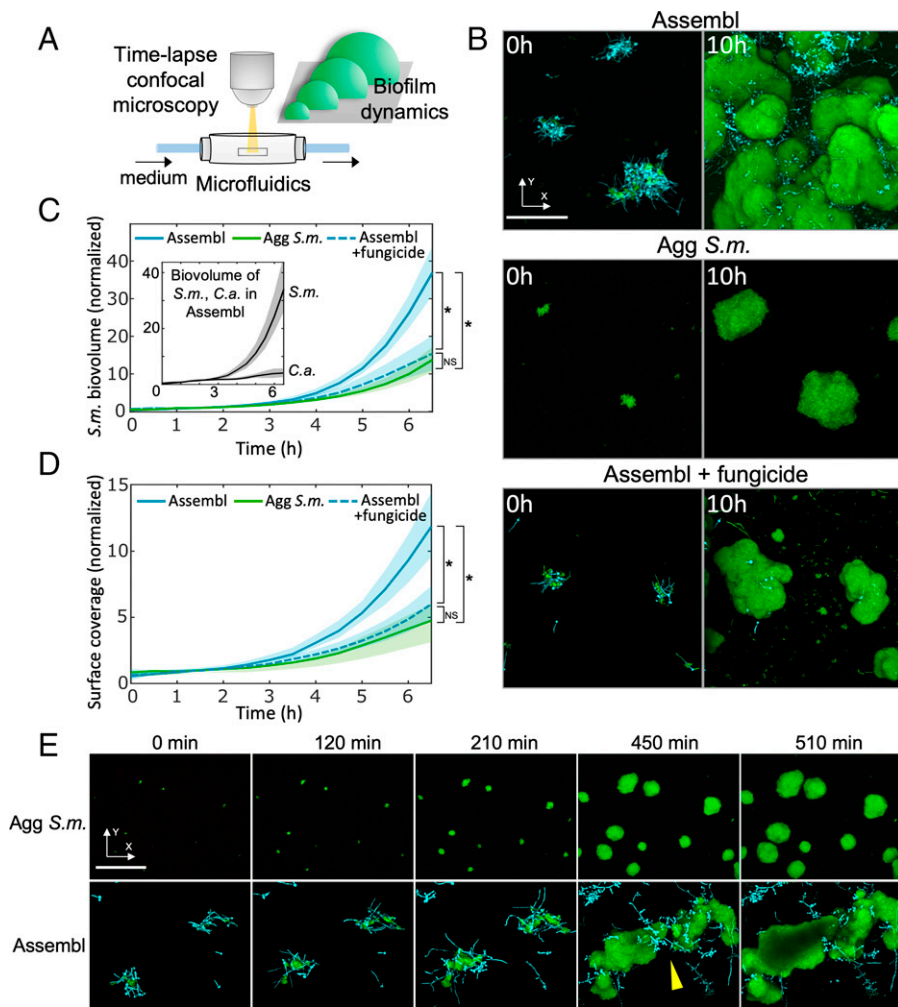 A
Time-lapse
confocal
microscopy
Biofilm
dynamics
medium
Microfluidics
B
Assembl
0h
10h
Y
X
Agg S.m.
0h
10h
Assembl + fungicide
0h
10h
C
S.m. biovolume (normalized)
40
30
20
10
0
Assembl
Agg S.m.
Assembl
+fungicide
Biovolume of
S.m., C.a. in
Assembl
40
20
0
3
6
S.m.
C.a.
*
*
NS
0 1 2 3 4 5 6
Time (h)
D
Surface coverage (normalized)
15
10
5
0
Assembl
Agg S.m.
Assembl
+fungicide
*
*
NS
0 1 2 3 4 5 6
Time (h)
E
0 min
120 min
210 min
450 min
510 min
Agg S.m.
Y
X
Assembl